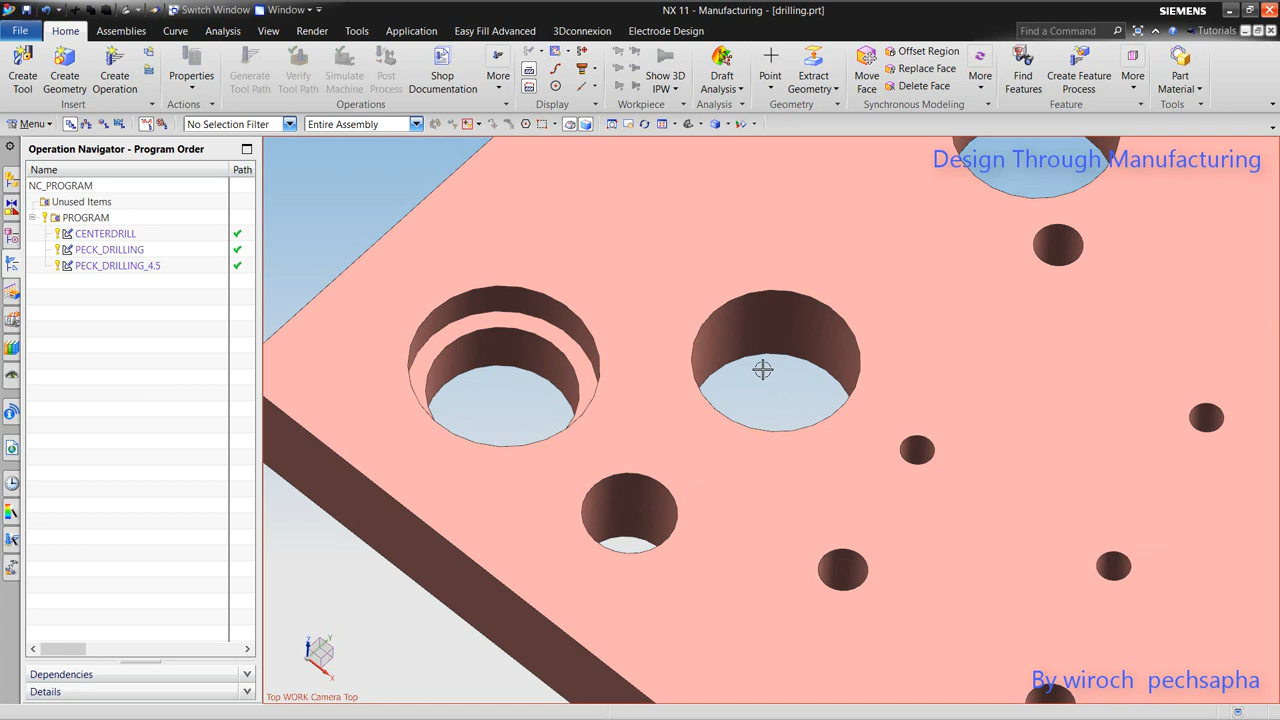 Switch Window
Window
NX 11 - Manufacturing - [drilling.prt]
SIEMENS
File
Home
Assemblies
Curve
Analysis
View
Render
Tools
Application
Easy Fill Advanced
3Dconnexion
Electrode Design
Find a Command
Tutorials
Create Tool
Create Geometry
Create Operation
Insert
Properties
Actions
Generate Tool Path
Verify Tool Path
Simulate Machine
Post Process
Shop Documentation
More
Operations
Display
Show 3D IPW
Workpiece
Draft Analysis
Analysis
Point
Extract Geometry
Geometry
Move Face
Offset Region
Replace Face
Delete Face
More
Synchronous Modeling
Find Features
Create Feature Process
More
Feature
Part Material
Tools
Menu
No Selection Filter
Entire Assembly
Operation Navigator - Program Order
Name
Path
NC_PROGRAM
Unused Items
PROGRAM
CENTERDRILL
PECK_DRILLING
PECK_DRILLING_4.5
Dependencies
Details
Design Through Manufacturing
Z
Y
X
Top WORK Camera Top
By wiroch pechsapha